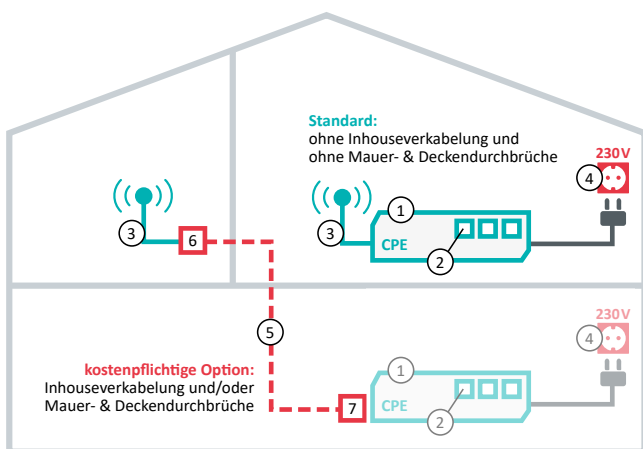 Standard:
ohne Inhouseverkabelung und
ohne Mauer- & Deckendurchbrüche
230V
4
3
6
3
1
CPE
2
5
kostenpflichtige Option:
Inhouseverkabelung und/oder
Mauer- & Deckendurchbrüche
7
1
CPE
2
230V
4